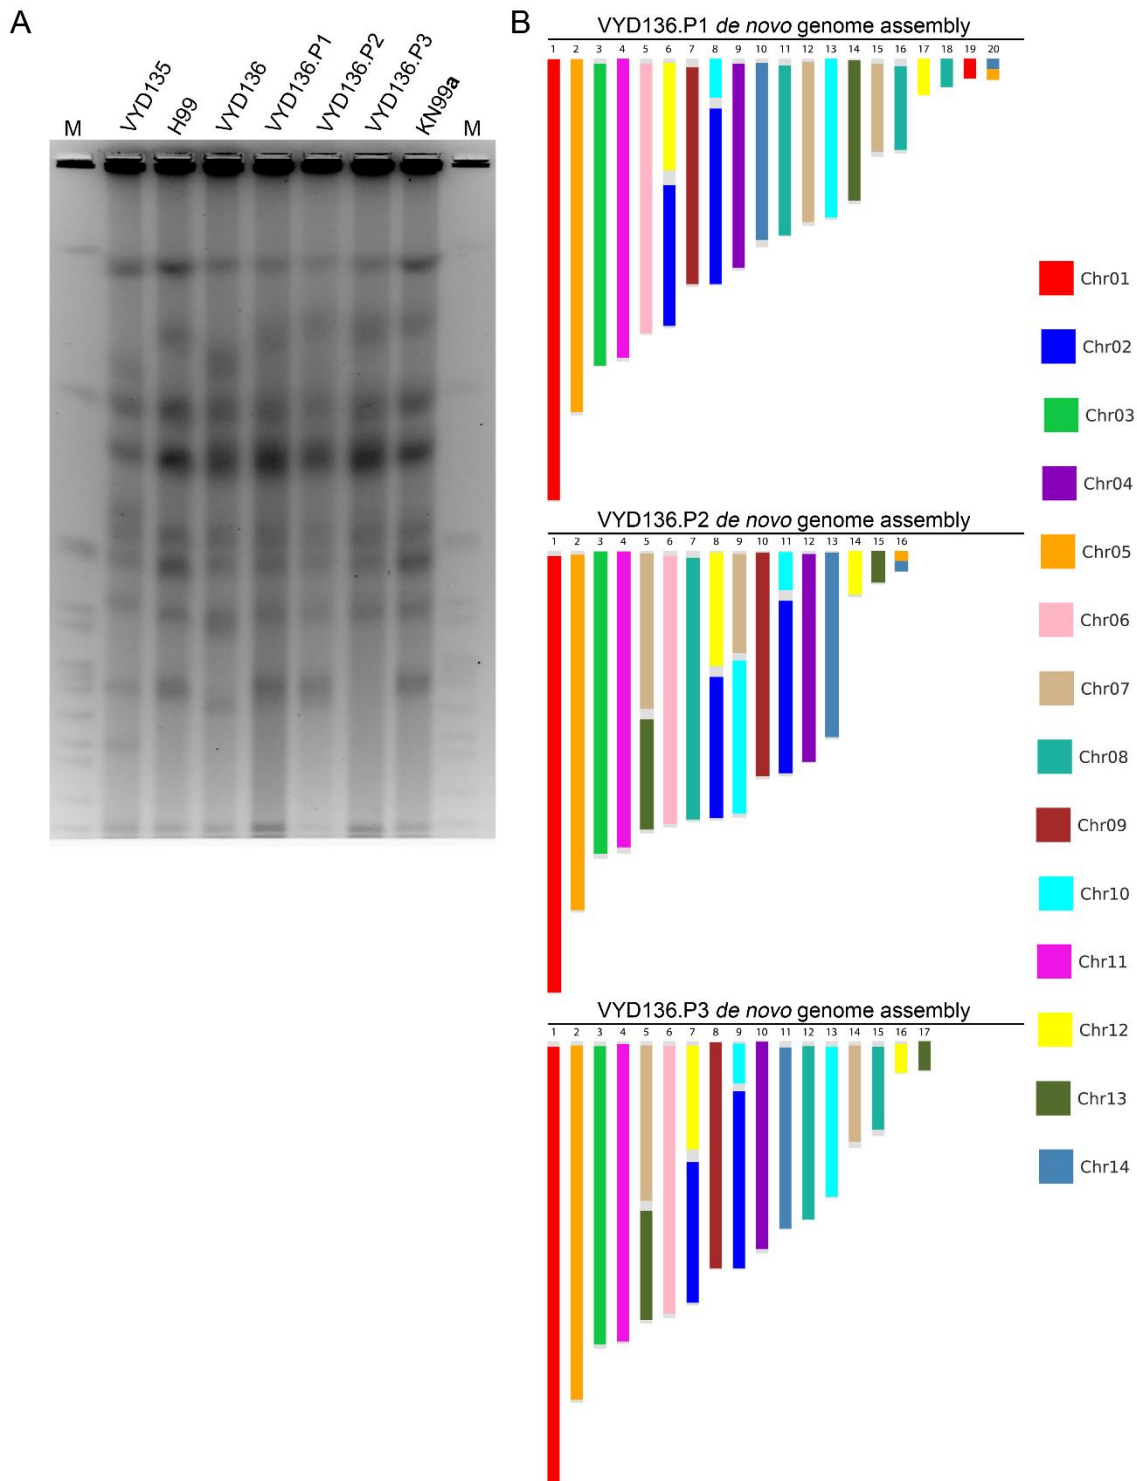 A
M VYD135 H99 VYD136 VYD136.P1 VYD136.P2 VYD136.P3 KN99a M
B
VYD136.P1 de novo genome assembly
1 2 3 4 5 6 7 8 9 10 11 12 13 14 15 16 17 18 19 20
VYD136.P2 de novo genome assembly
1 2 3 4 5 6 7 8 9 10 11 12 13 14 15 16
VYD136.P3 de novo genome assembly
1 2 3 4 5 6 7 8 9 10 11 12 13 14 15 16 17
Chr01
Chr02
Chr03
Chr04
Chr05
Chr06
Chr07
Chr08
Chr09
Chr10
Chr11
Chr12
Chr13
Chr14